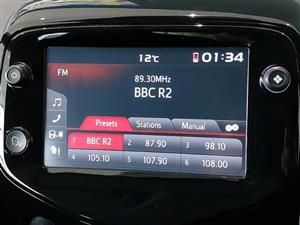 12°C 01:34
FM
89.30MHz
BBC R2
Presets Stations Manual
1 BBC R2 2 87.90 3 98.10
4 105.10 5 107.90 6 108.00